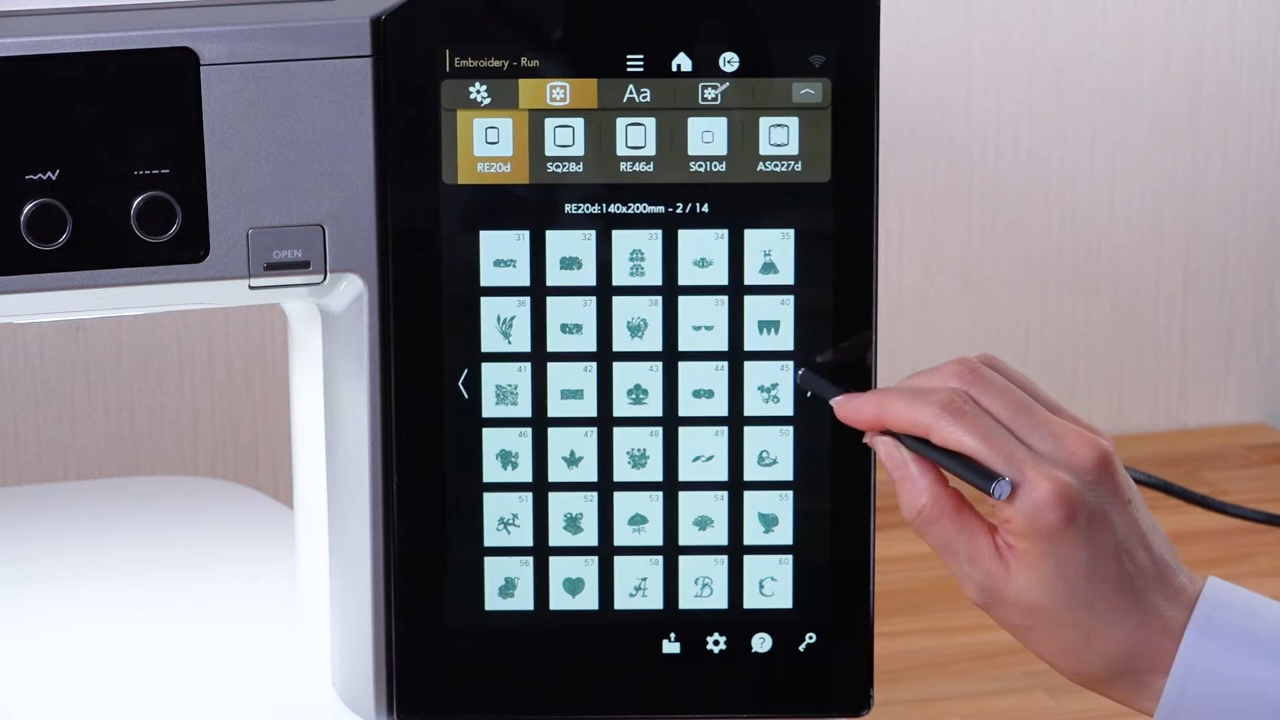 Embroidery - Run
Aa
RE20d SQ28d RE46d SQ10d ASQ27d
RE20d:140x200mm - 2 / 14
OPEN
31 32 33 34 35
36 37 38 39 40
41 42 43 44 45
46 47 48 49 50
51 52 53 54 55
56 57 58 59 60
A B C
?